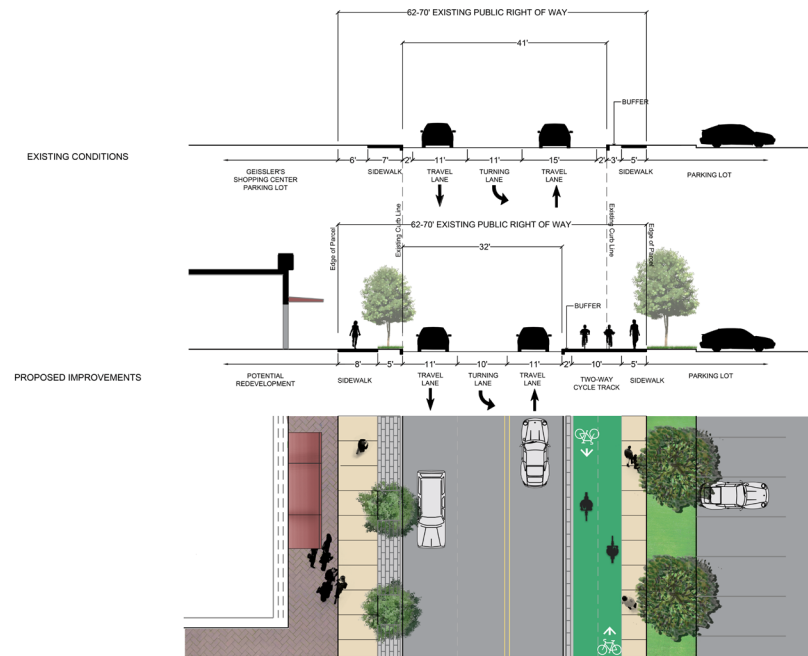 62-70' EXISTING PUBLIC RIGHT OF WAY
41'
BUFFER
EXISTING CONDITIONS
6' 7' 2' 11' 11' 15' 2' 3' 5'
GEISSLER'S
SHOPPING CENTER
PARKING LOT
SIDEWALK
TRAVEL
LANE
TURNING
LANE
TRAVEL
LANE
SIDEWALK
PARKING LOT
Edge of Parcel
Existing Curb Line
62-70' EXISTING PUBLIC RIGHT OF WAY
Existing Curb Line
Edge of Parcel
32'
BUFFER
PROPOSED IMPROVEMENTS
8' 5' 11' 10' 11' 2' 10' 5'
POTENTIAL
REDEVELOPMENT
SIDEWALK
TRAVEL
LANE
TURNING
LANE
TRAVEL
LANE
TWO-WAY
CYCLE TRACK
SIDEWALK
PARKING LOT